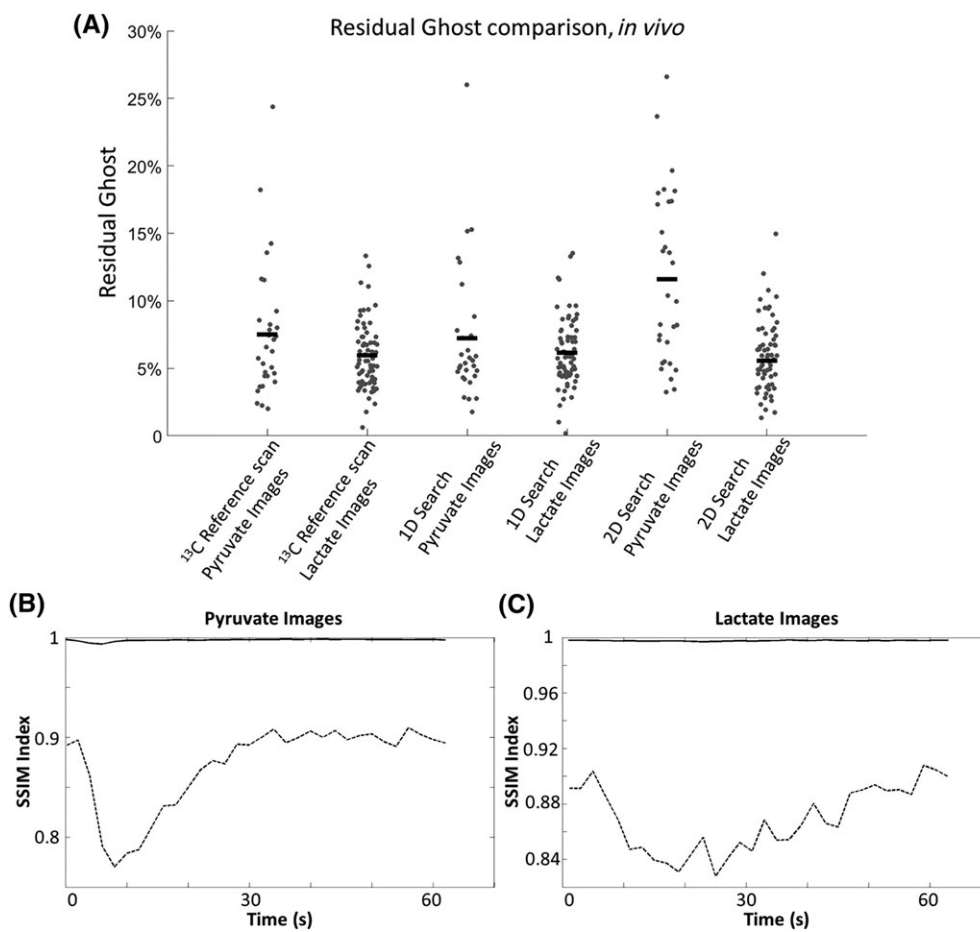 (A)
Residual Ghost comparison, in vivo
30%
25%
20%
15%
10%
5%
0
Residual Ghost
¹³C Reference scan
Pyruvate Images
¹³C Reference scan
Lactate Images
1D Search
Pyruvate Images
1D Search
Lactate Images
2D Search
Pyruvate Images
2D Search
Lactate Images
(B)
Pyruvate Images
1
0.9
0.8
SSIM Index
0
30
60
Time (s)
(C)
Lactate Images
1
0.96
0.92
0.88
0.84
SSIM Index
0
30
60
Time (s)